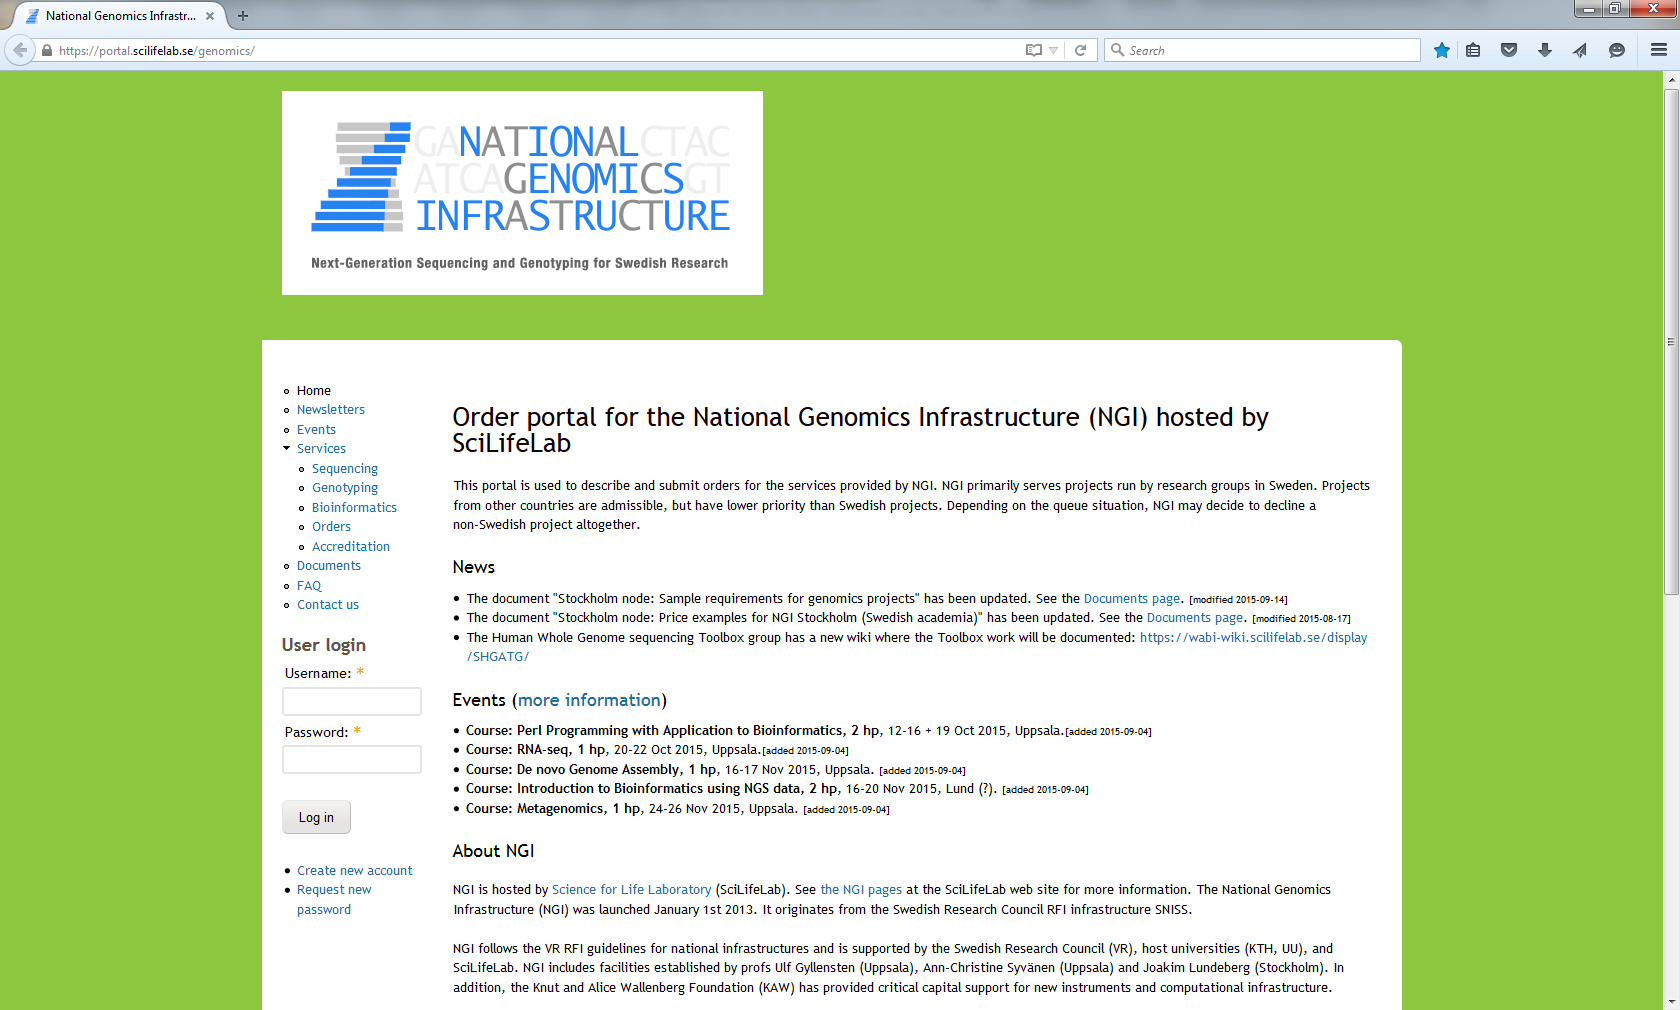 National Genomics Infrastr...
https://portal.scilifelab.se/genomics/
Search
GANATIONALCTAC
ATCAGENOMICSGT
INFRASTRUCTURE
Next-Generation Sequencing and Genotyping for Swedish Research
Home
Newsletters
Events
Services
Sequencing
Genotyping
Bioinformatics
Orders
Accreditation
Documents
FAQ
Contact us
User login
Username: *
Password: *
Log in
Create new account
Request new
password
Order portal for the National Genomics Infrastructure (NGI) hosted by
SciLifeLab
This portal is used to describe and submit orders for the services provided by NGI. NGI primarily serves projects run by research groups in Sweden. Projects
from other countries are admissible, but have lower priority than Swedish projects. Depending on the queue situation, NGI may decide to decline a
non-Swedish project altogether.
News
The document "Stockholm node: Sample requirements for genomics projects" has been updated. See the Documents page. [modified 2015-09-14]
The document "Stockholm node: Price examples for NGI Stockholm (Swedish academia)" has been updated. See the Documents page. [modified 2015-08-17]
The Human Whole Genome sequencing Toolbox group has a new wiki where the Toolbox work will be documented: https://wabi-wiki.scilifelab.se/display
/SHGATG/
Events (more information)
Course: Perl Programming with Application to Bioinformatics, 2 hp, 12-16 + 19 Oct 2015, Uppsala.[added 2015-09-04]
Course: RNA-seq, 1 hp, 20-22 Oct 2015, Uppsala.[added 2015-09-04]
Course: De novo Genome Assembly, 1 hp, 16-17 Nov 2015, Uppsala. [added 2015-09-04]
Course: Introduction to Bioinformatics using NGS data, 2 hp, 16-20 Nov 2015, Lund (?). [added 2015-09-04]
Course: Metagenomics, 1 hp, 24-26 Nov 2015, Uppsala. [added 2015-09-04]
About NGI
NGI is hosted by Science for Life Laboratory (SciLifeLab). See the NGI pages at the SciLifeLab web site for more information. The National Genomics
Infrastructure (NGI) was launched January 1st 2013. It originates from the Swedish Research Council RFI infrastructure SNISS.
NGI follows the VR RFI guidelines for national infrastructures and is supported by the Swedish Research Council (VR), host universities (KTH, UU), and
SciLifeLab. NGI includes facilities established by profs Ulf Gyllensten (Uppsala), Ann-Christine Syvänen (Uppsala) and Joakim Lundeberg (Stockholm). In
addition, the Knut and Alice Wallenberg Foundation (KAW) has provided critical capital support for new instruments and computational infrastructure.